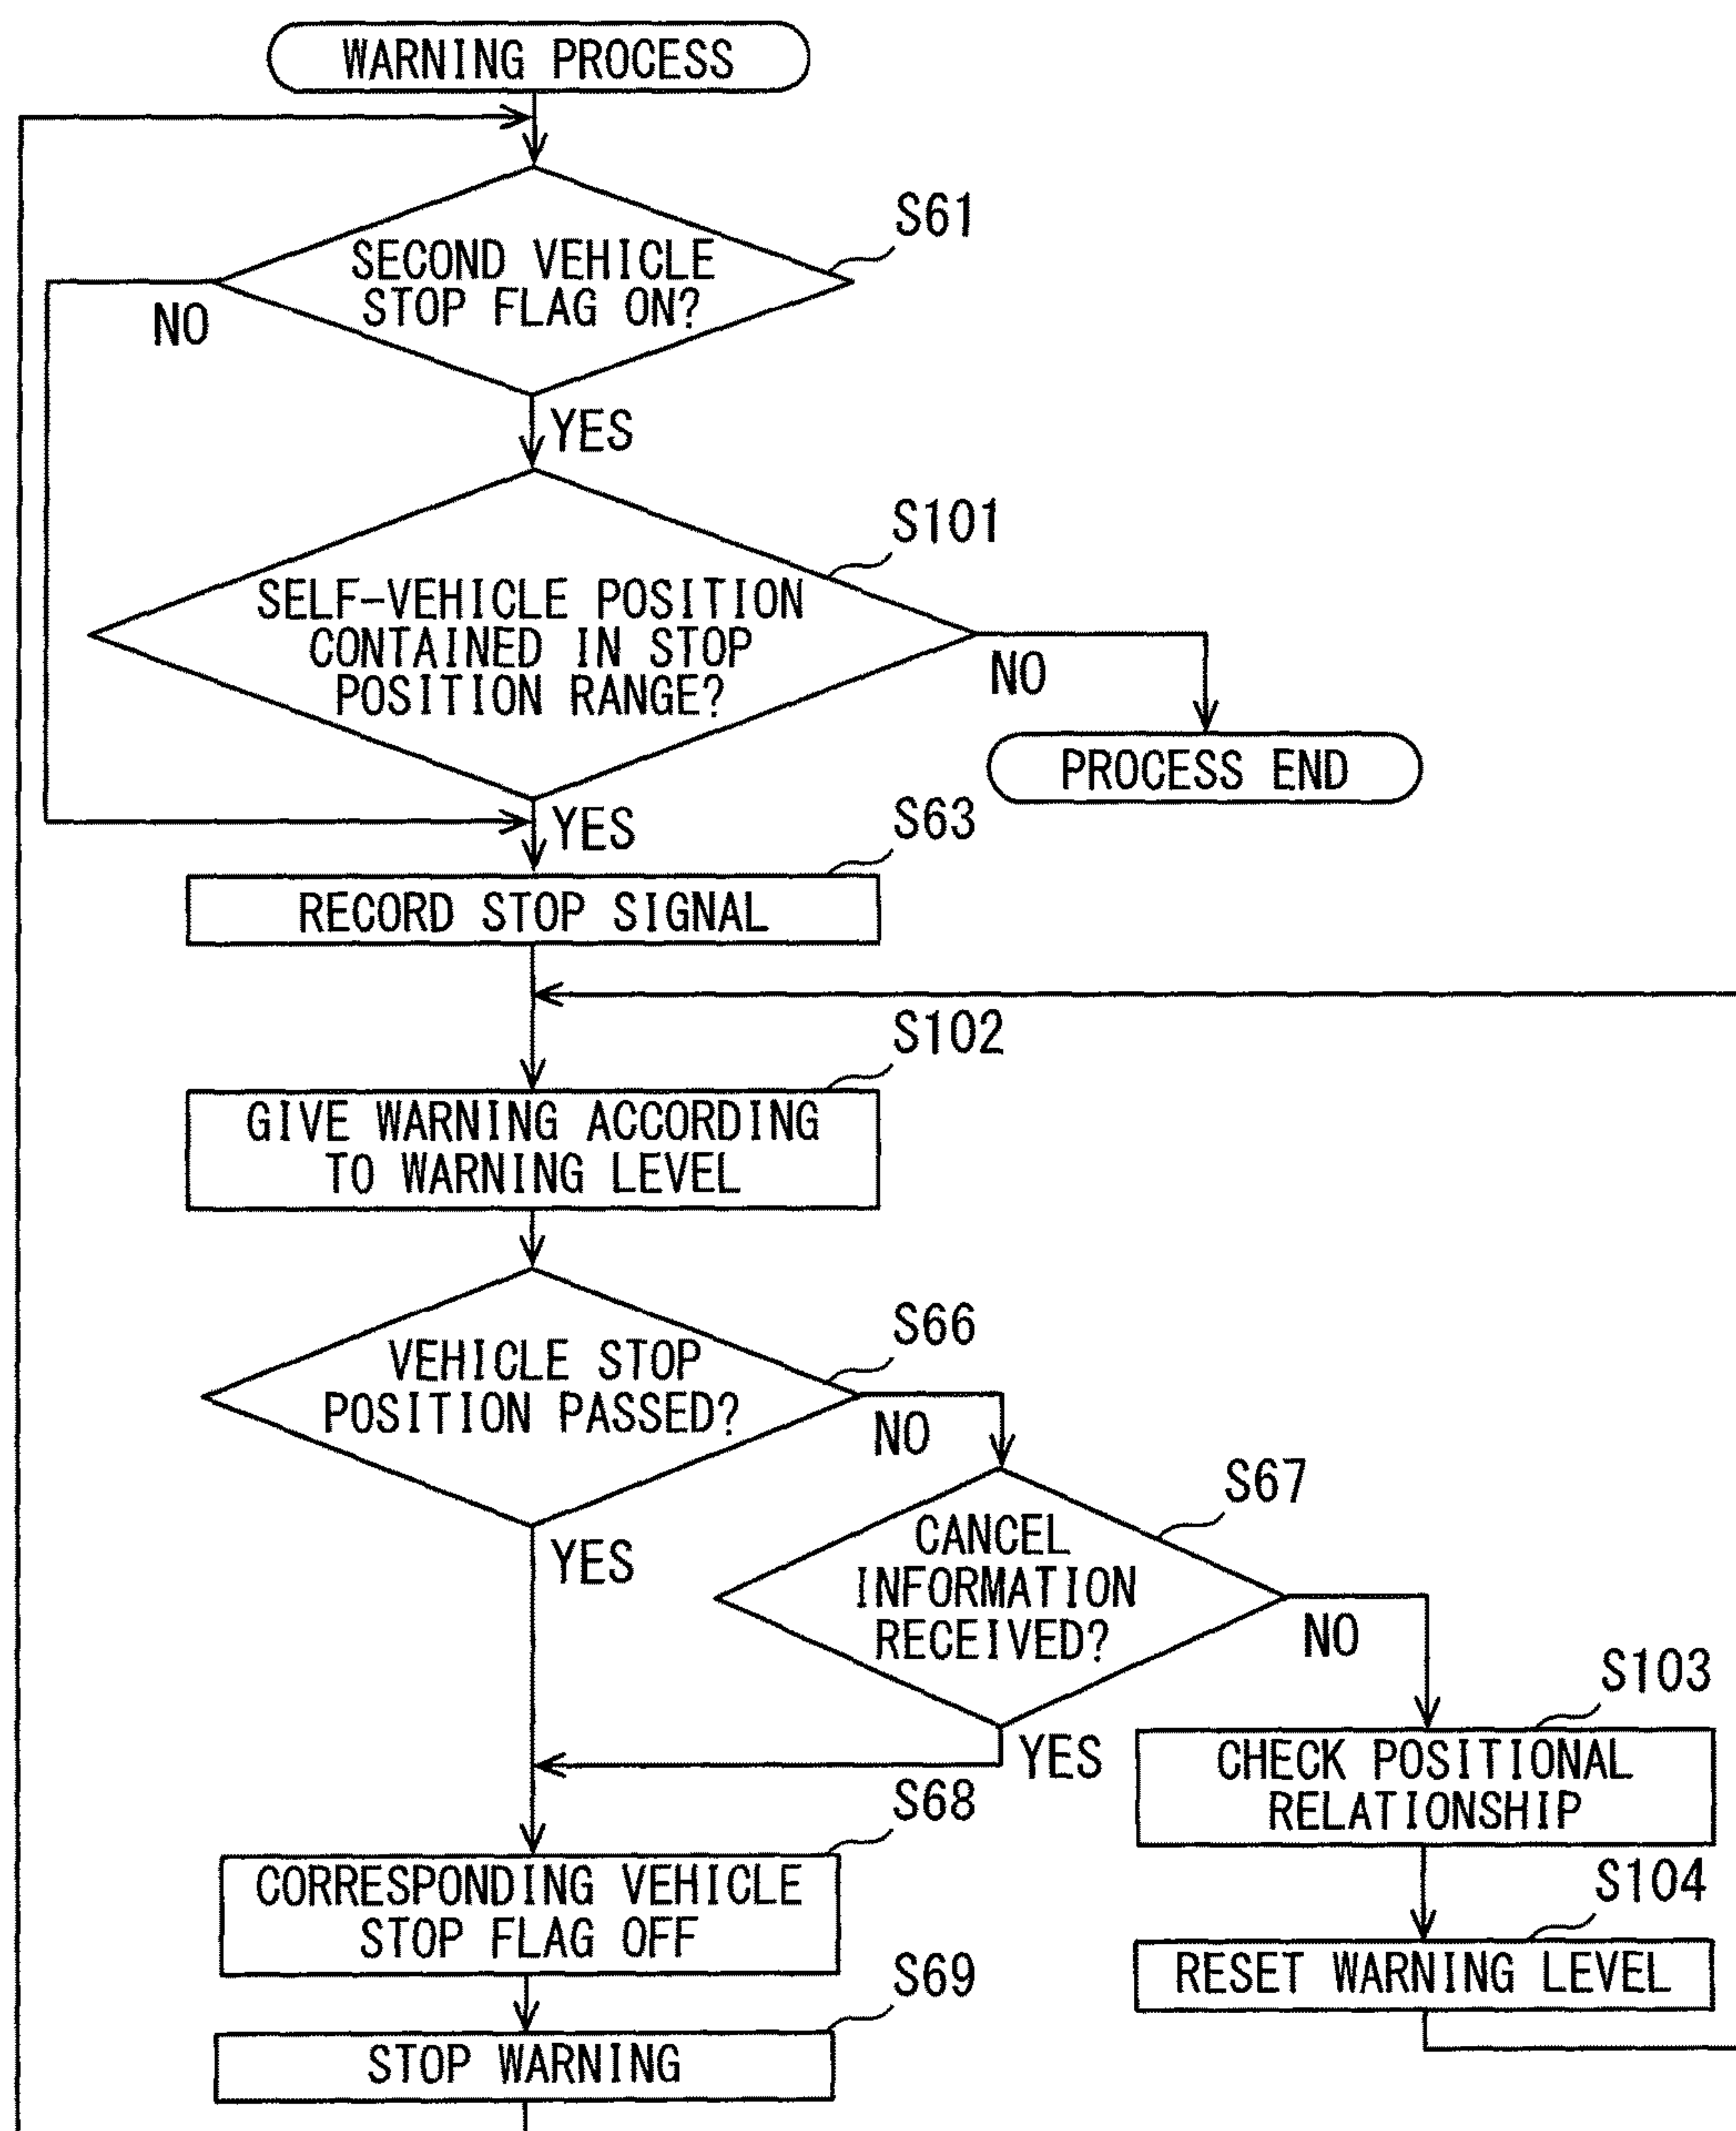 WARNING PROCESS
S61
SECOND VEHICLE
STOP FLAG ON?
NO
YES
S101
SELF-VEHICLE POSITION
CONTAINED IN STOP
POSITION RANGE?
NO
PROCESS END
YES
S63
RECORD STOP SIGNAL
S102
GIVE WARNING ACCORDING
TO WARNING LEVEL
S66
VEHICLE STOP
POSITION PASSED?
NO
YES
S67
CANCEL
INFORMATION
RECEIVED?
NO
YES
S103
CHECK POSITIONAL
RELATIONSHIP
S68
CORRESPONDING VEHICLE
STOP FLAG OFF
S104
RESET WARNING LEVEL
S69
STOP WARNING